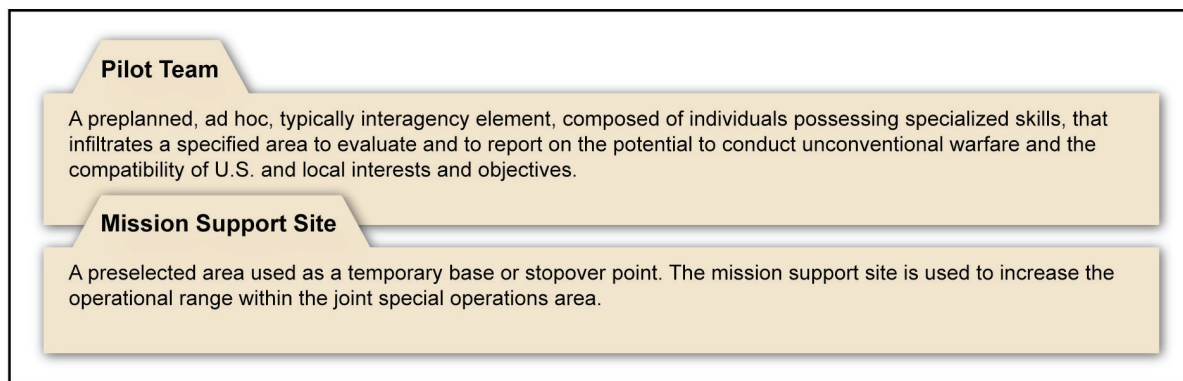 Pilot Team
A preplanned, ad hoc, typically interagency element, composed of individuals possessing specialized skills, that
infiltrates a specified area to evaluate and to report on the potential to conduct unconventional warfare and the
compatibility of U.S. and local interests and objectives.
Mission Support Site
A preselected area used as a temporary base or stopover point. The mission support site is used to increase the
operational range within the joint special operations area.